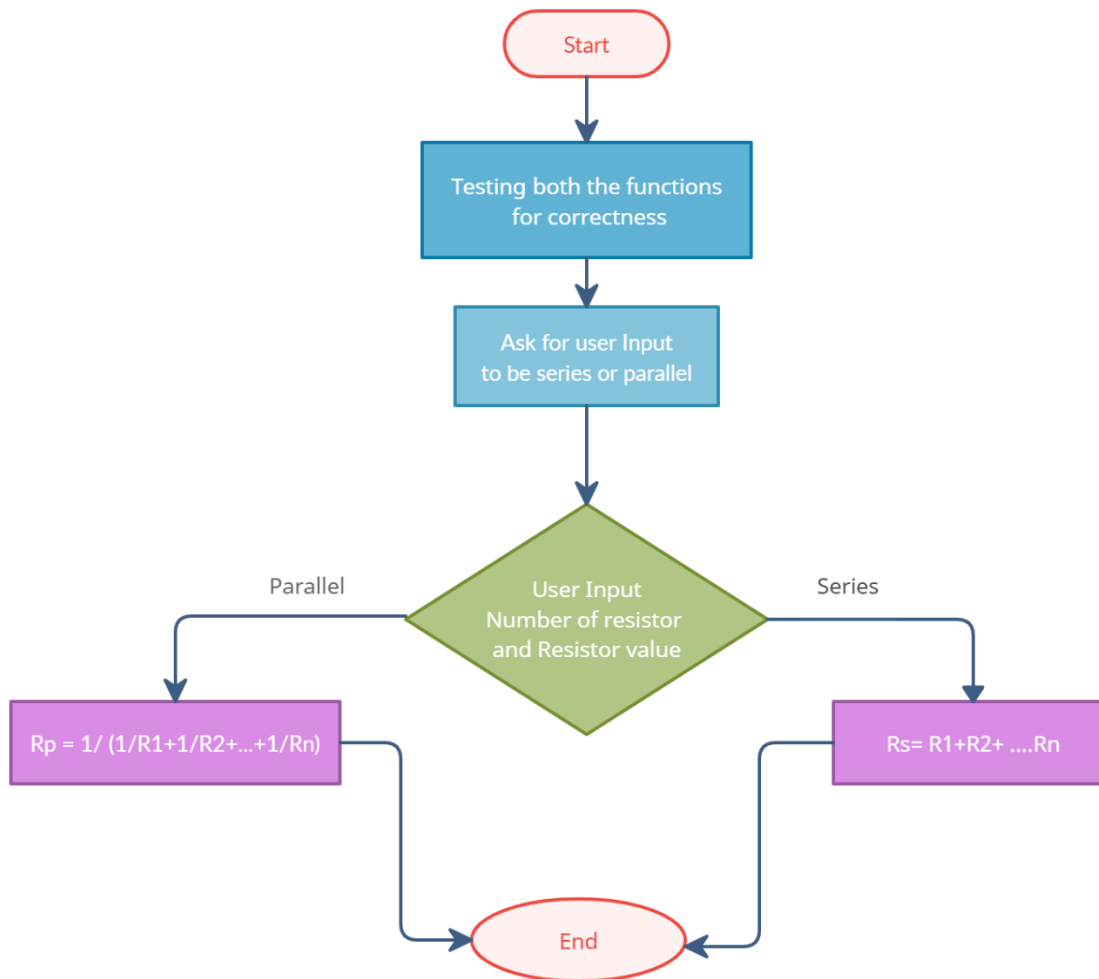 Start
Testing both the functions
for correctness
Ask for user Input
to be series or parallel
Parallel
User Input
Number of resistor
and Resistor value
Series
Rp = 1/ (1/R1+1/R2+...+1/Rn)
Rs= R1+R2+ ....Rn
End